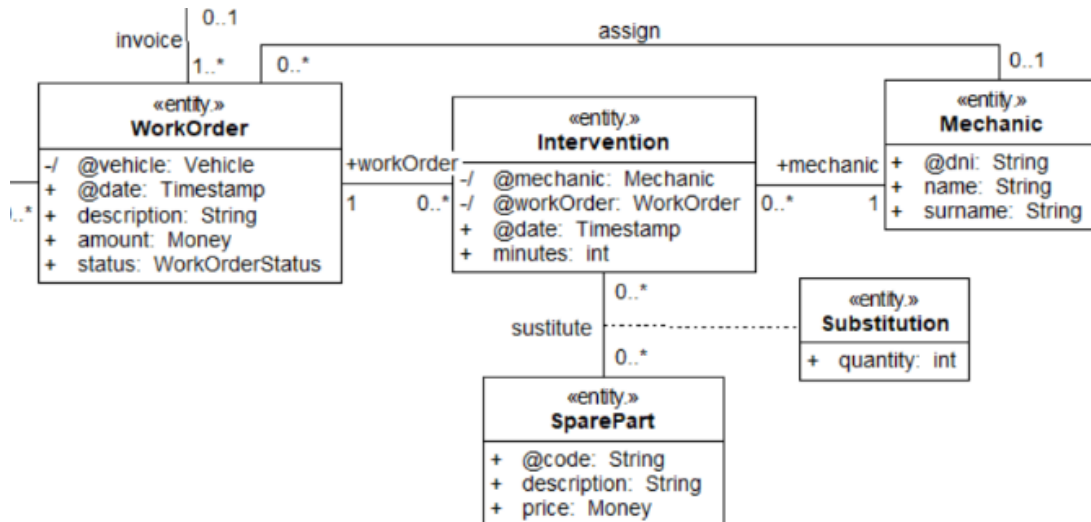 0..1
invoice
1..*
assign
0..*
0..1
«entity.»
WorkOrder
-/ @vehicle: Vehicle
+ @date: Timestamp
+ description: String
+ amount: Money
+ status: WorkOrderStatus
..*
+workOrder
1
0..*
«entity.»
Intervention
-/ @mechanic: Mechanic
-/ @workOrder: WorkOrder
+ @date: Timestamp
+ minutes: int
+mechanic
0..*
1
«entity.»
Mechanic
+ @dni: String
+ name: String
+ surname: String
0..*
sustitute
0..*
«entity.»
Substitution
+ quantity: int
«entity.»
SparePart
+ @code: String
+ description: String
+ price: Money